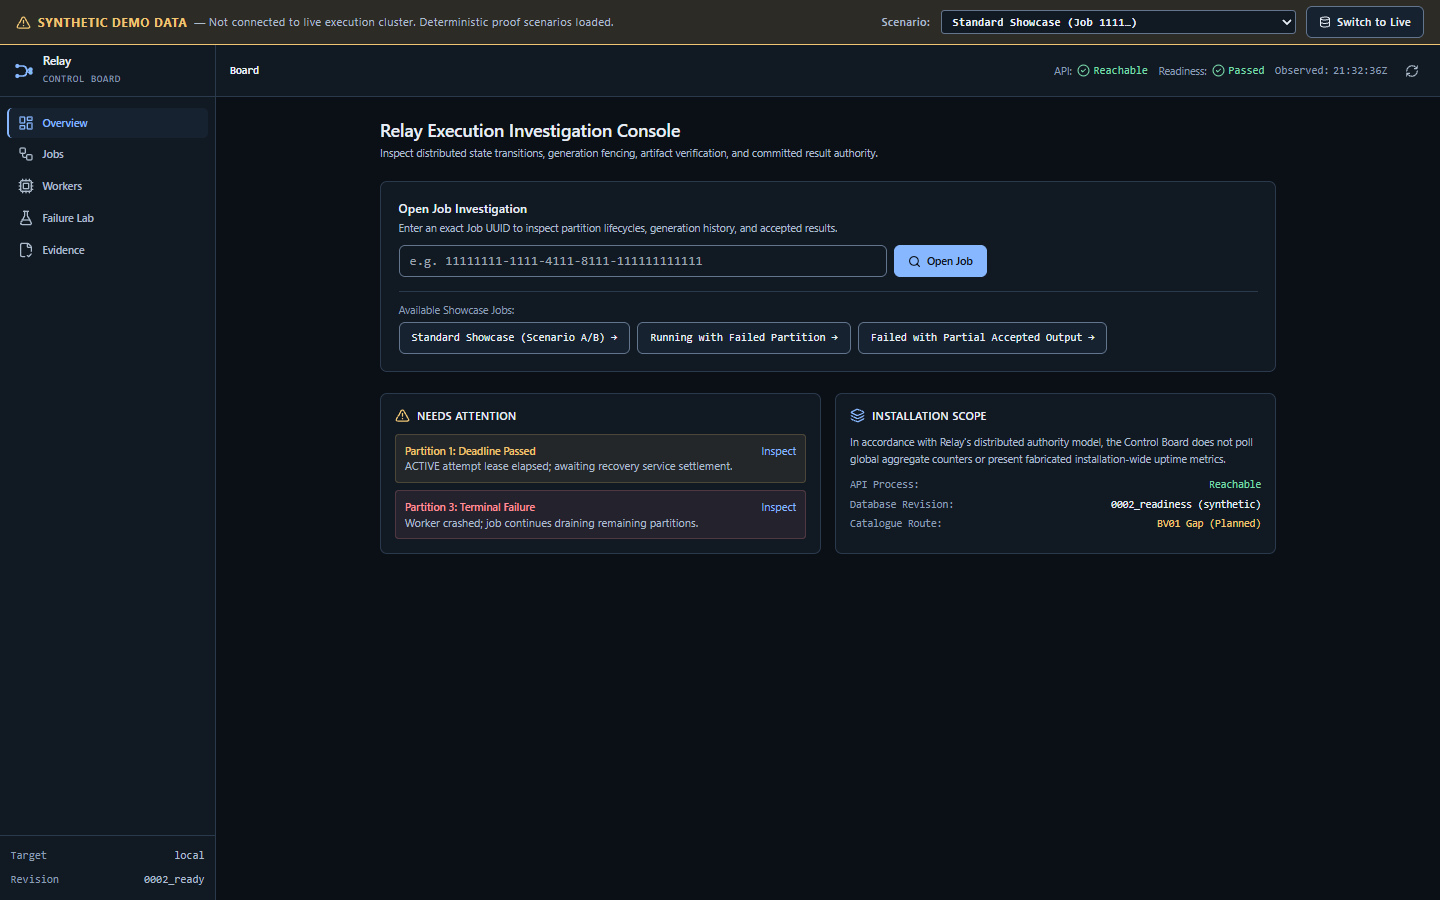 SYNTHETIC DEMO DATA — Not connected to live execution cluster. Deterministic proof scenarios loaded.
Scenario: Standard Showcase (Job 1111…) Switch to Live
Relay
CONTROL BOARD
Board
API: Reachable Readiness: Passed Observed: 21:32:36Z
Overview
Jobs
Workers
Failure Lab
Evidence
Relay Execution Investigation Console
Inspect distributed state transitions, generation fencing, artifact verification, and committed result authority.
Open Job Investigation
Enter an exact Job UUID to inspect partition lifecycles, generation history, and accepted results.
e.g. 11111111-1111-4111-8111-111111111111 Open Job
Available Showcase Jobs:
Standard Showcase (Scenario A/B) → Running with Failed Partition → Failed with Partial Accepted Output →
NEEDS ATTENTION
Partition 1: Deadline Passed Inspect
ACTIVE attempt lease elapsed; awaiting recovery service settlement.
Partition 3: Terminal Failure Inspect
Worker crashed; job continues draining remaining partitions.
INSTALLATION SCOPE
In accordance with Relay's distributed authority model, the Control Board does not poll
global aggregate counters or present fabricated installation-wide uptime metrics.
API Process: Reachable
Database Revision: 0002_readiness (synthetic)
Catalogue Route: BV01 Gap (Planned)
Target local
Revision 0002_ready